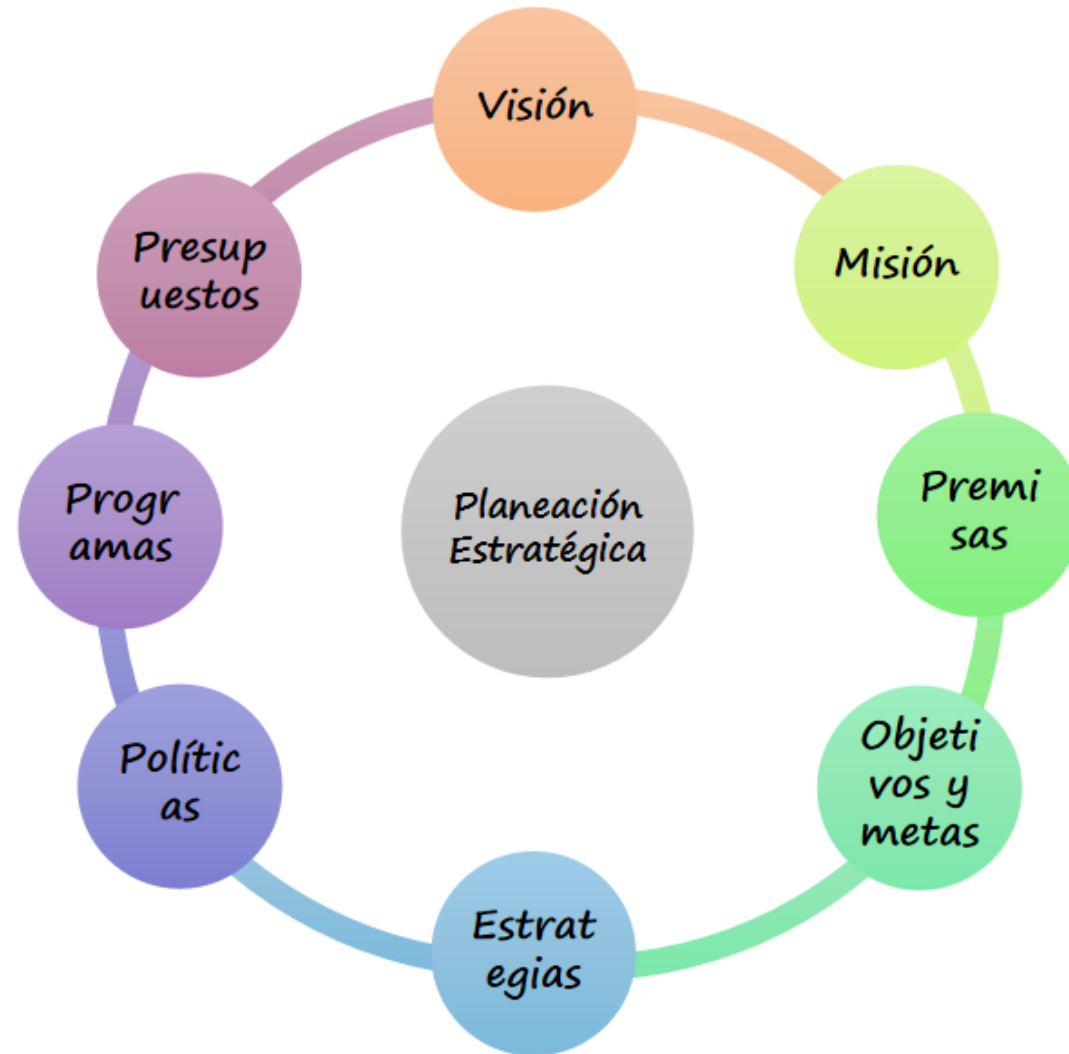 Visión
Misión
Premi
sas
Objeti
vos y
metas
Estrat
egias
Polític
as
Progr
amas
Presup
uestos
Planeación
Estratégica